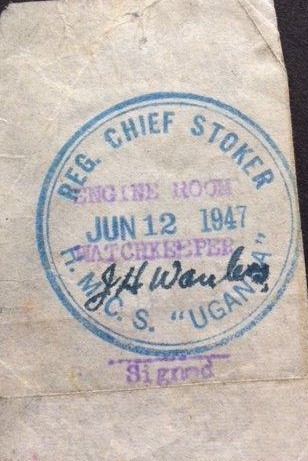 REG. CHIEF STOKER
ENGINE ROOM
JUN 12 1947
WATCHKEEPER
H. M. C. S. "UGANDA"
Signed